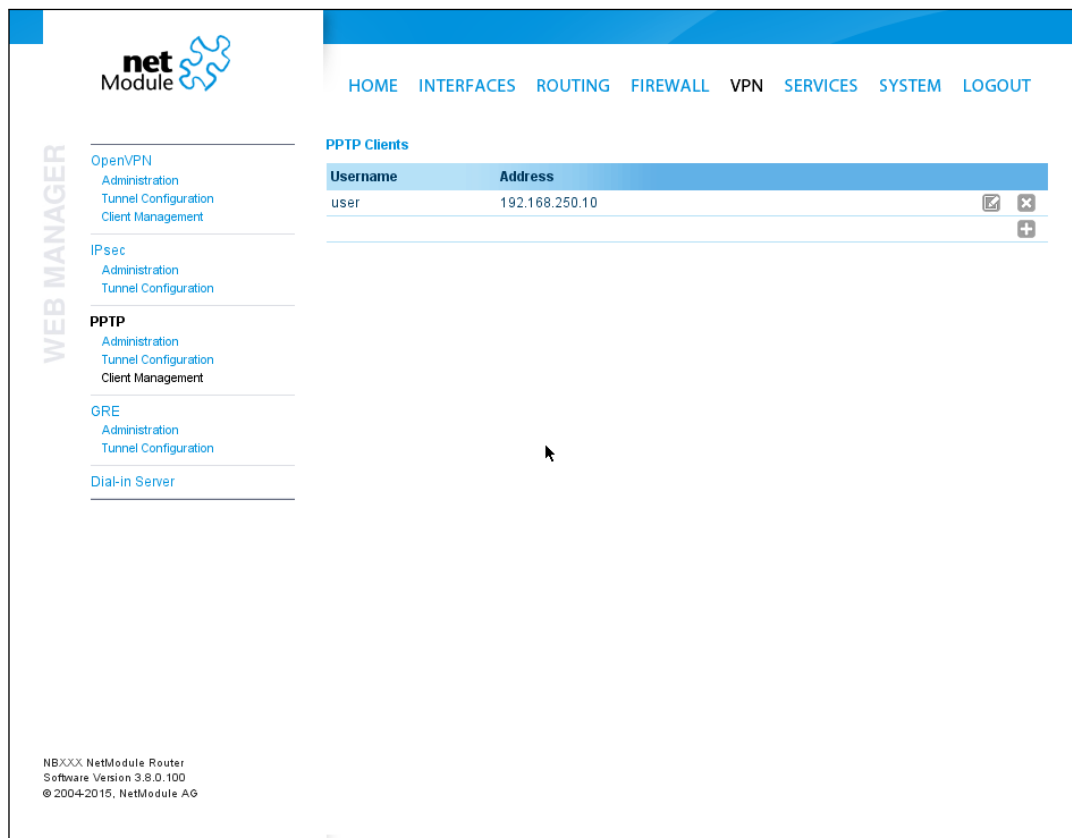 net
Module
HOME INTERFACES ROUTING FIREWALL VPN SERVICES SYSTEM LOGOUT
WEB MANAGER
OpenVPN
Administration
Tunnel Configuration
Client Management
IPsec
Administration
Tunnel Configuration
PPTP
Administration
Tunnel Configuration
Client Management
GRE
Administration
Tunnel Configuration
Dial-in Server
PPTP Clients
Username Address
user 192.168.250.10
NBXXX NetModule Router
Software Version 3.8.0.100
© 2004-2015, NetModule AG